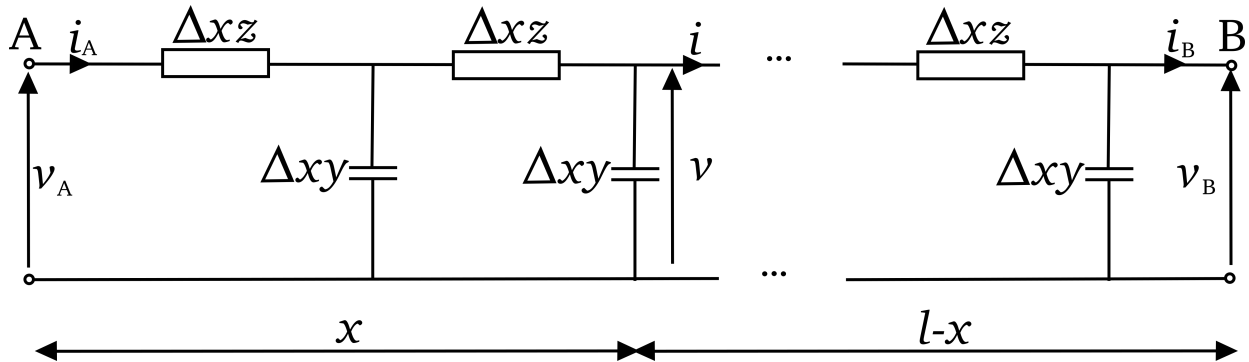 A i_A Δxz Δxz i ... Δxz i_B B
v_A Δxy Δxy v Δxy v_B
...
x l-x